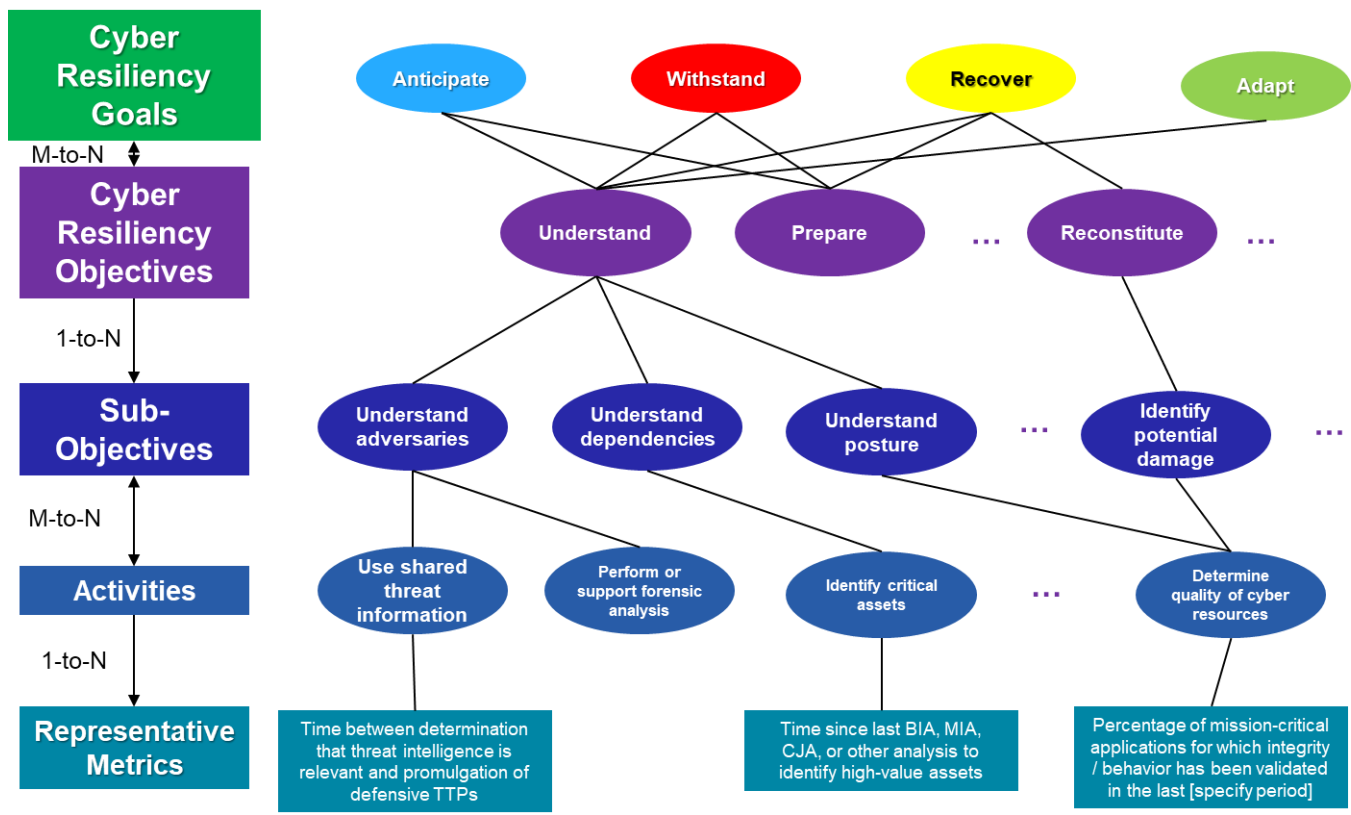 Cyber
Resiliency
Goals
Anticipate
Withstand
Recover
Adapt
M-to-N
Cyber
Resiliency
Objectives
Understand
Prepare
...
Reconstitute
...
1-to-N
Sub-
Objectives
Understand
adversaries
Understand
dependencies
Understand
posture
...
Identify
potential
damage
...
M-to-N
Activities
Use shared
threat
information
Perform or
support forensic
analysis
Identify critical
assets
...
Determine
quality of cyber
resources
1-to-N
Representative
Metrics
Time between determination
that threat intelligence is
relevant and promulgation of
defensive TTPs
Time since last BIA, MIA,
CJA, or other analysis to
identify high-value assets
Percentage of mission-critical
applications for which integrity
/ behavior has been validated
in the last [specify period]